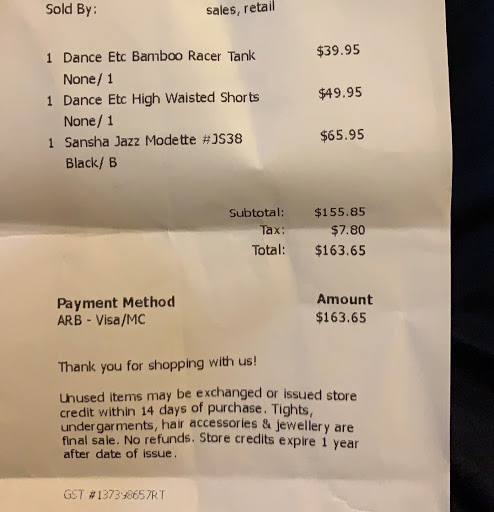 Sold By: sales, retail
1 Dance Etc Bamboo Racer Tank $39.95
None/ 1
1 Dance Etc High Waisted Shorts $49.95
None/ 1
1 Sansha Jazz Modette #JS38 $65.95
Black/ B
Subtotal: $155.85
Tax: $7.80
Total: $163.65
Payment Method Amount
ARB - Visa/MC $163.65
Thank you for shopping with us!
Unused items may be exchanged or issued store
credit within 14 days of purchase. Tights,
undergarments, hair accessories & jewellery are
final sale. No refunds. Store credits expire 1 year
after date of issue.
GST